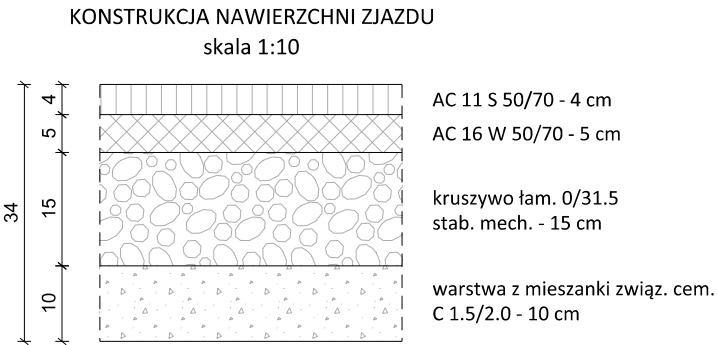 KONSTRUKCJA NAWIERZCHNI ZJAZDU
skala 1:10
4
AC 11 S 50/70 - 4 cm
5
AC 16 W 50/70 - 5 cm
34
15
kruszywo łam. 0/31.5
stab. mech. - 15 cm
10
warstwa z mieszanki związ. cem.
C 1.5/2.0 - 10 cm